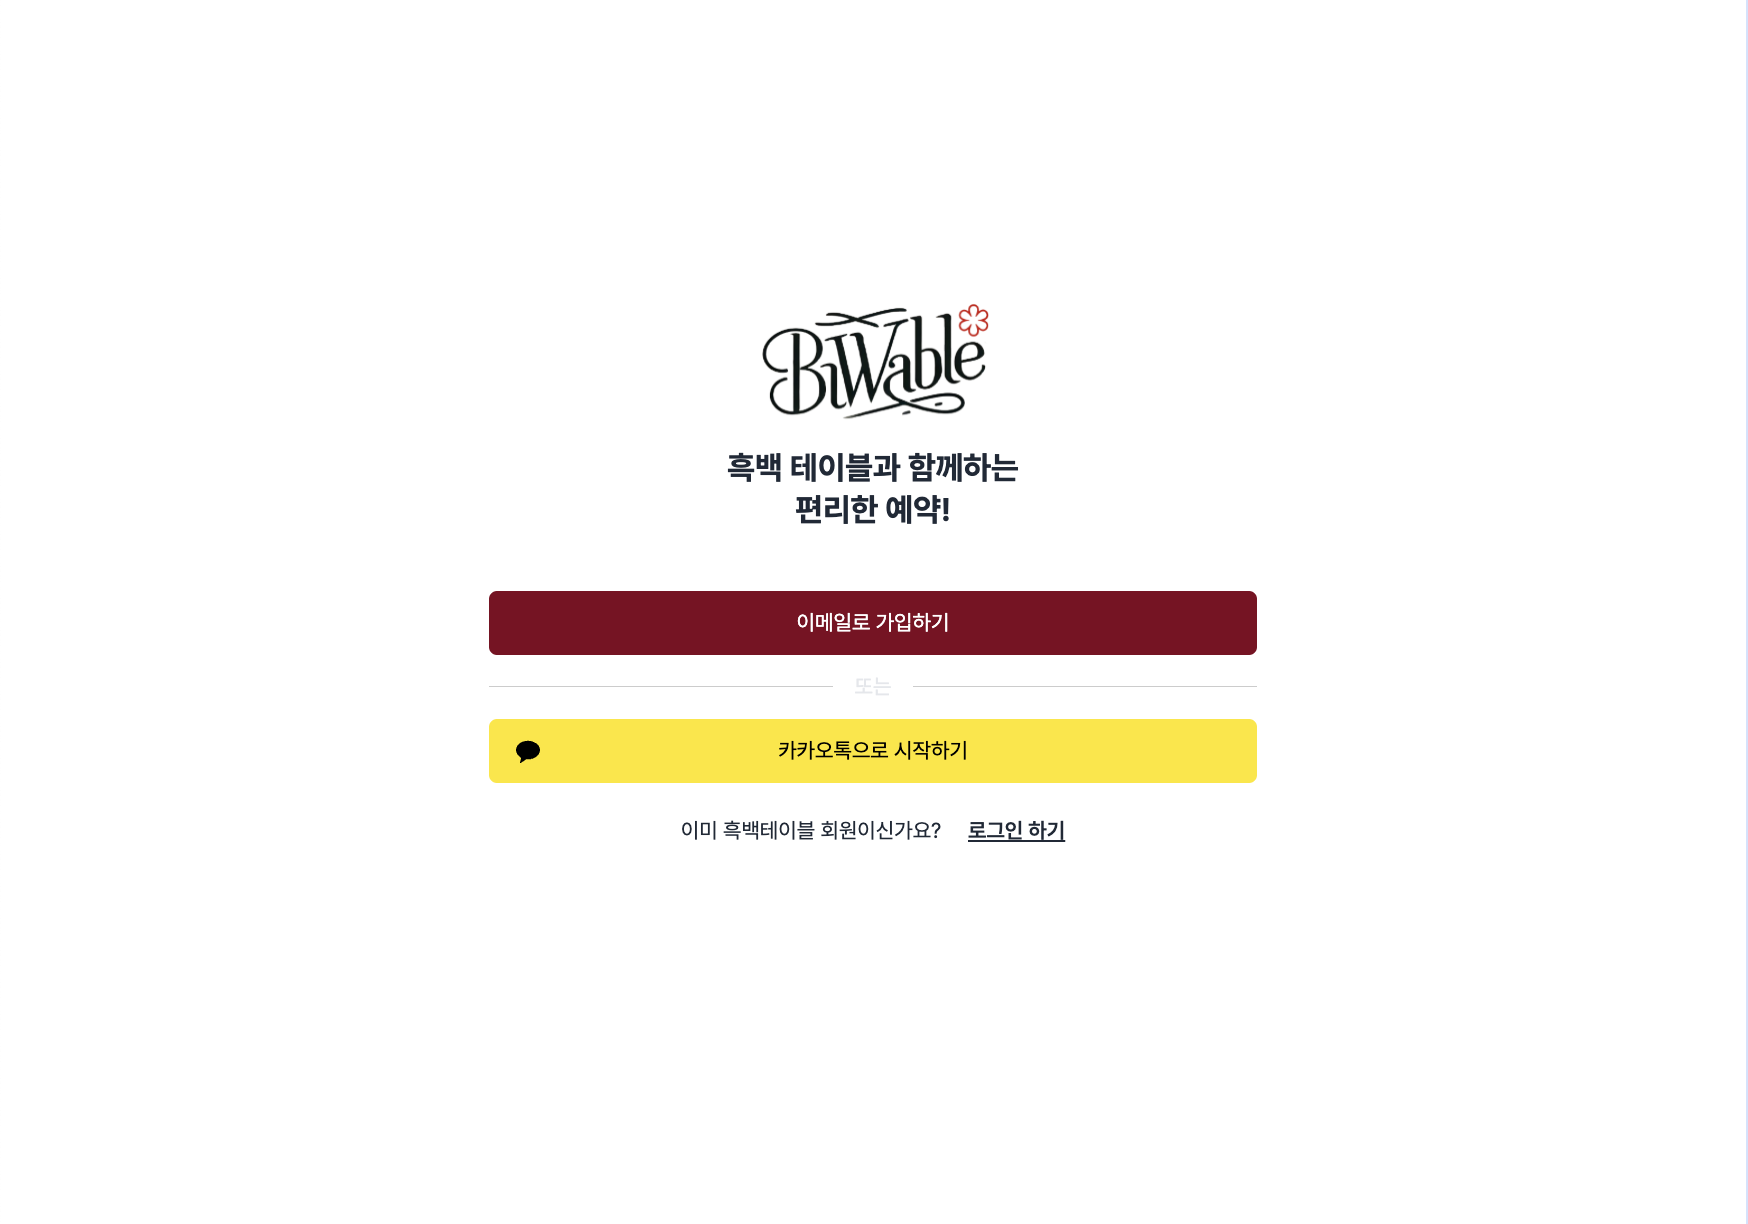 BiWable
흑백 테이블과 함께하는
편리한 예약!
이메일로 가입하기
또는
카카오톡으로 시작하기
이미 흑백테이블 회원이신가요? 로그인 하기